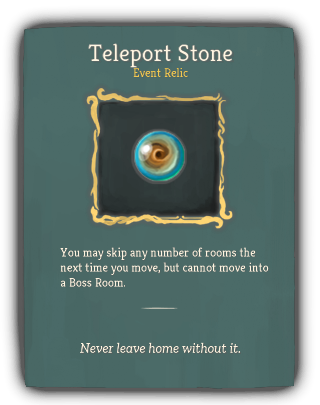 Teleport Stone
Event Relic
You may skip any number of rooms the
next time you move, but cannot move into
a Boss Room.
Never leave home without it.